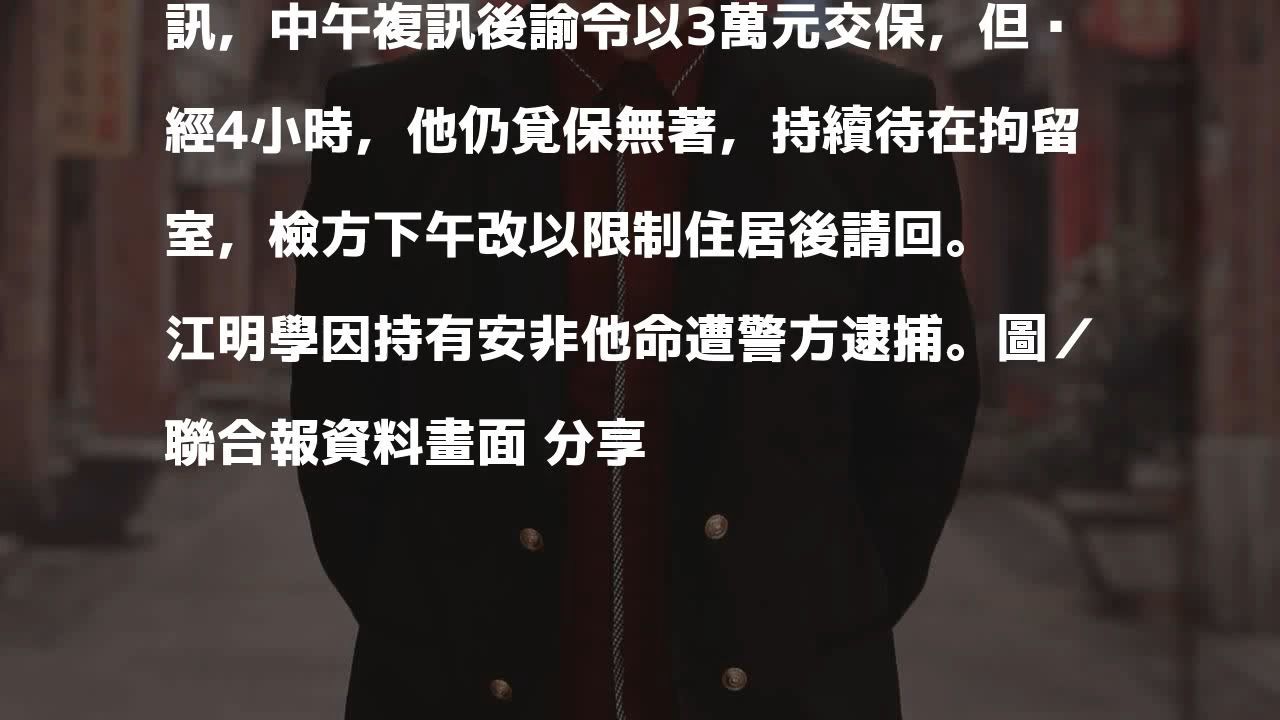 訊，中午複訊後諭令以3萬元交保，但▪
經4小時，他仍覓保無著，持續待在拘留
室，檢方下午改以限制住居後請回。
江明學因持有安非他命遭警方逮捕。圖／
聯合報資料畫面 分享